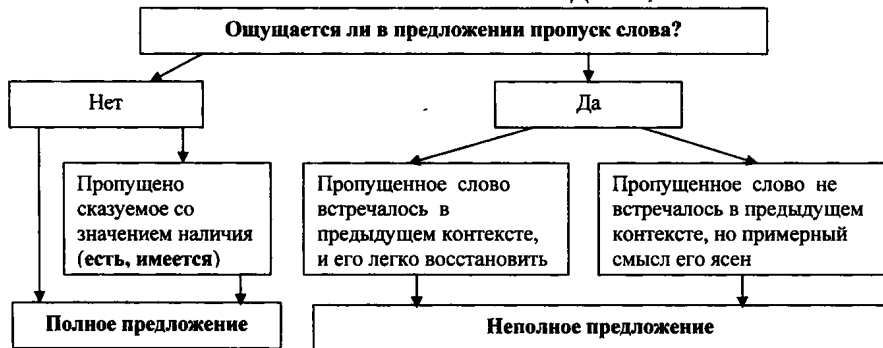 Ощущается ли в предложении пропуск слова?
Нет
Да
Пропущено
сказуемое со
значением наличия
(есть, имеется)
Пропущенное слово
встречалось в
предыдущем контексте,
и его легко восстановить
Пропущенное слово не
встречалось в предыдущем
контексте, но примерный
смысл его ясен
Полное предложение
Неполное предложение